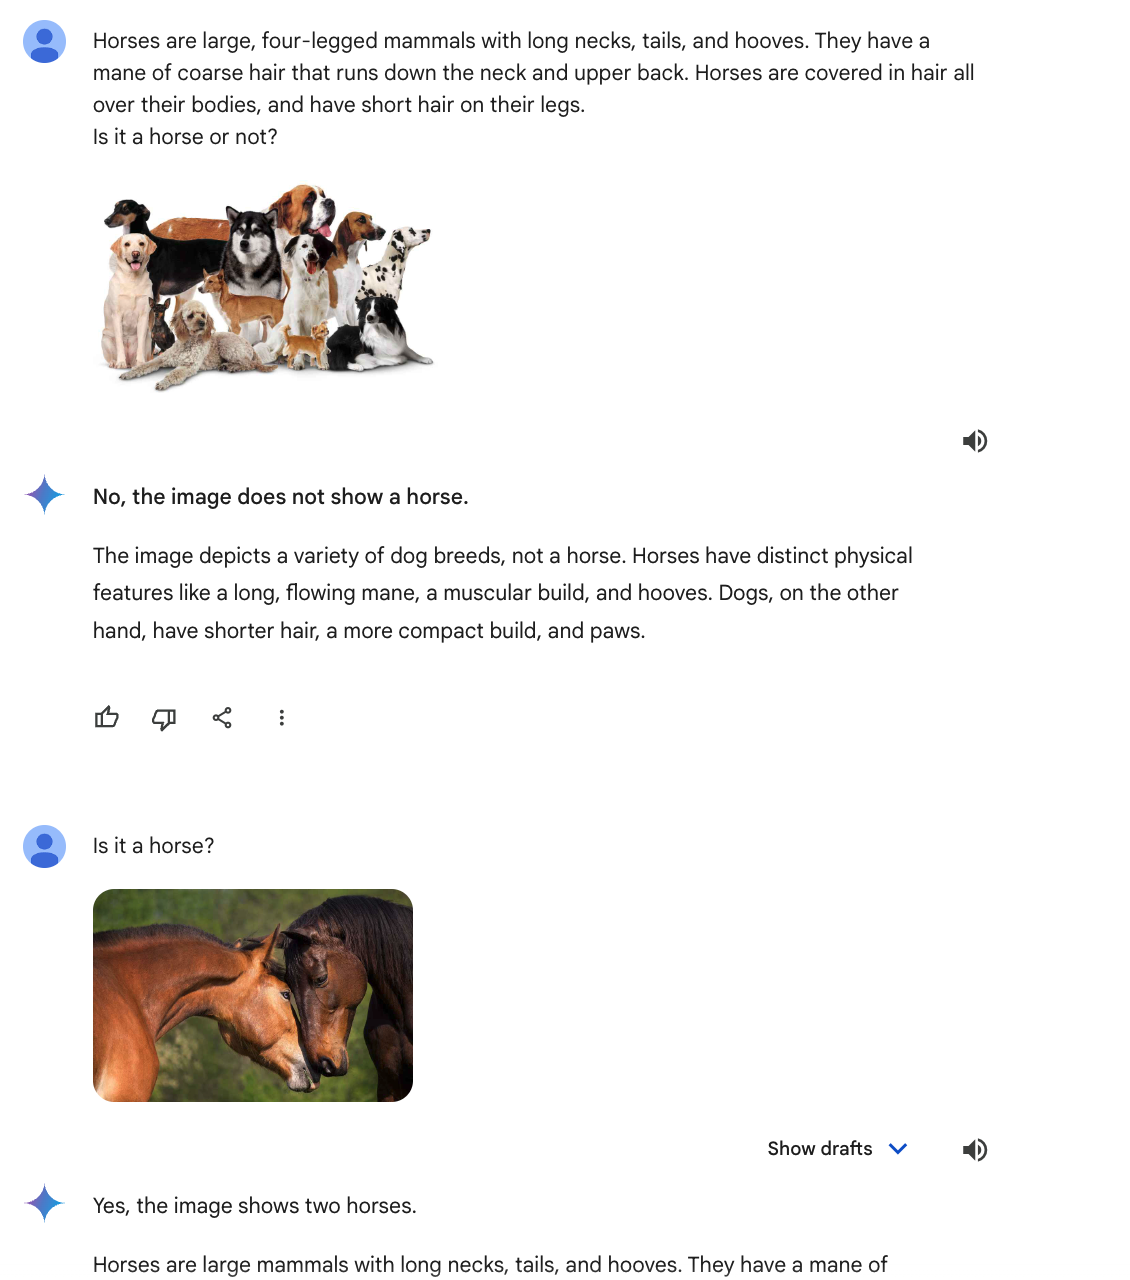 Horses are large, four-legged mammals with long necks, tails, and hooves. They have a
mane of coarse hair that runs down the neck and upper back. Horses are covered in hair all
over their bodies, and have short hair on their legs.
Is it a horse or not?
No, the image does not show a horse.
The image depicts a variety of dog breeds, not a horse. Horses have distinct physical
features like a long, flowing mane, a muscular build, and hooves. Dogs, on the other
hand, have shorter hair, a more compact build, and paws.
Is it a horse?
Show drafts
Yes, the image shows two horses.
Horses are large mammals with long necks, tails, and hooves. They have a mane of